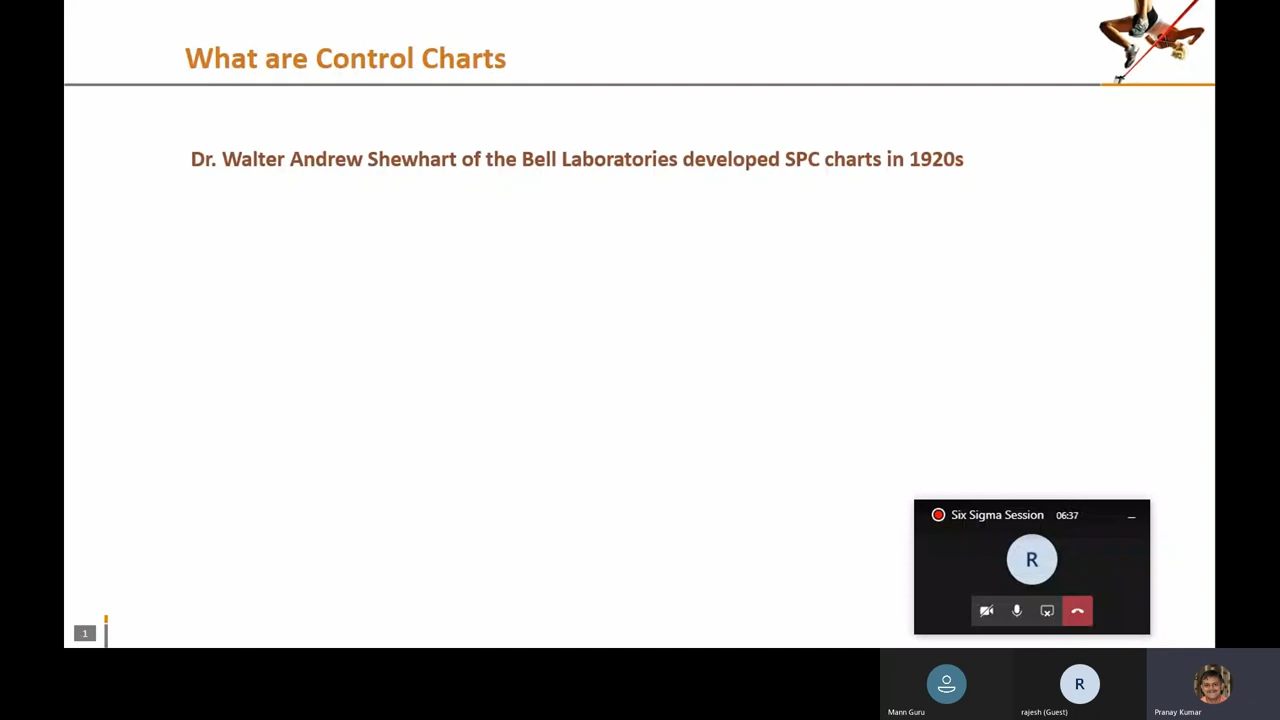 What are Control Charts
Dr. Walter Andrew Shewhart of the Bell Laboratories developed SPC charts in 1920s
Six Sigma Session 06:37
R
1
R
Mann Guru
rajesh (Guest)
Pranay Kumar